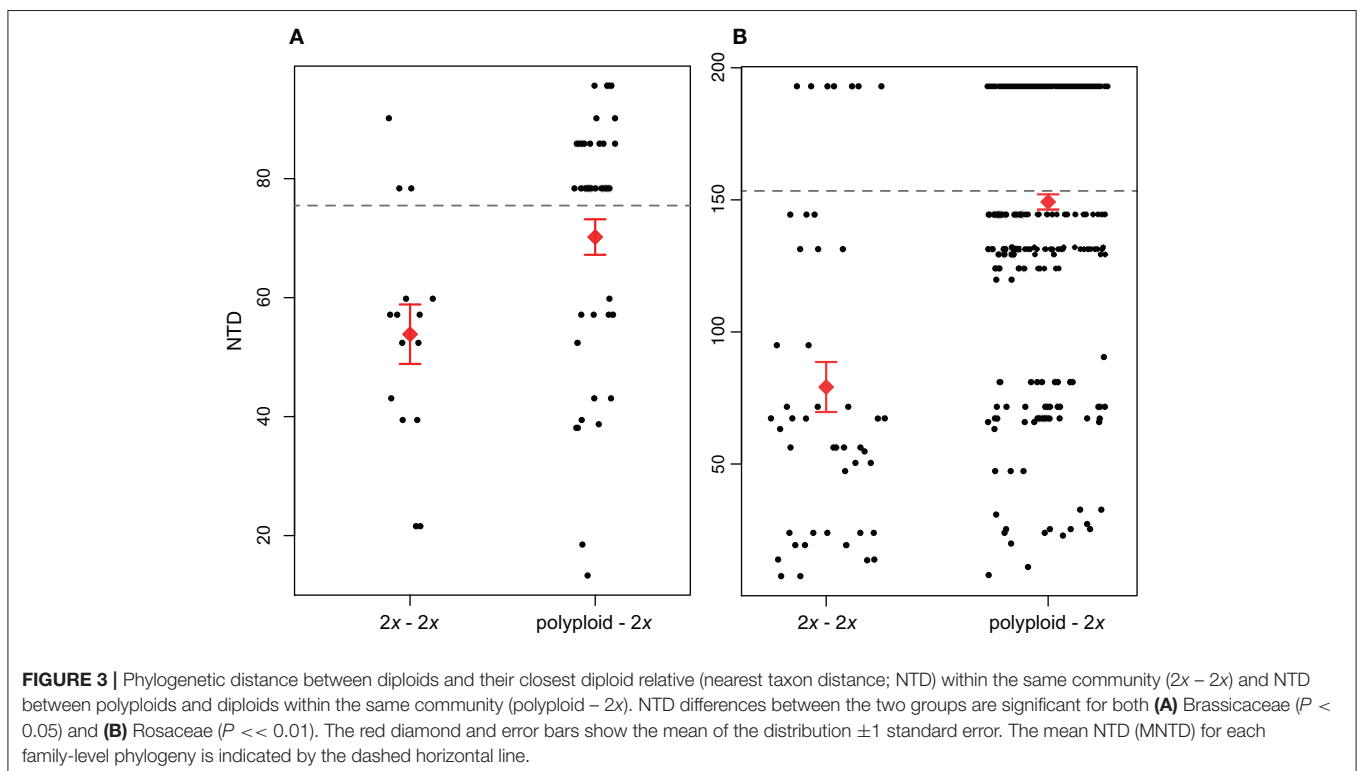 A
B
NTD
80
60
40
20
200
150
100
50
2x - 2x
polyploid - 2x
2x - 2x
polyploid - 2x
FIGURE 3 | Phylogenetic distance between diploids and their closest diploid relative (nearest taxon distance; NTD) within the same community (2x – 2x) and NTD
between polyploids and diploids within the same community (polyploid – 2x). NTD differences between the two groups are significant for both (A) Brassicaceae (P <
0.05) and (B) Rosaceae (P << 0.01). The red diamond and error bars show the mean of the distribution ±1 standard error. The mean NTD (MNTD) for each
family-level phylogeny is indicated by the dashed horizontal line.